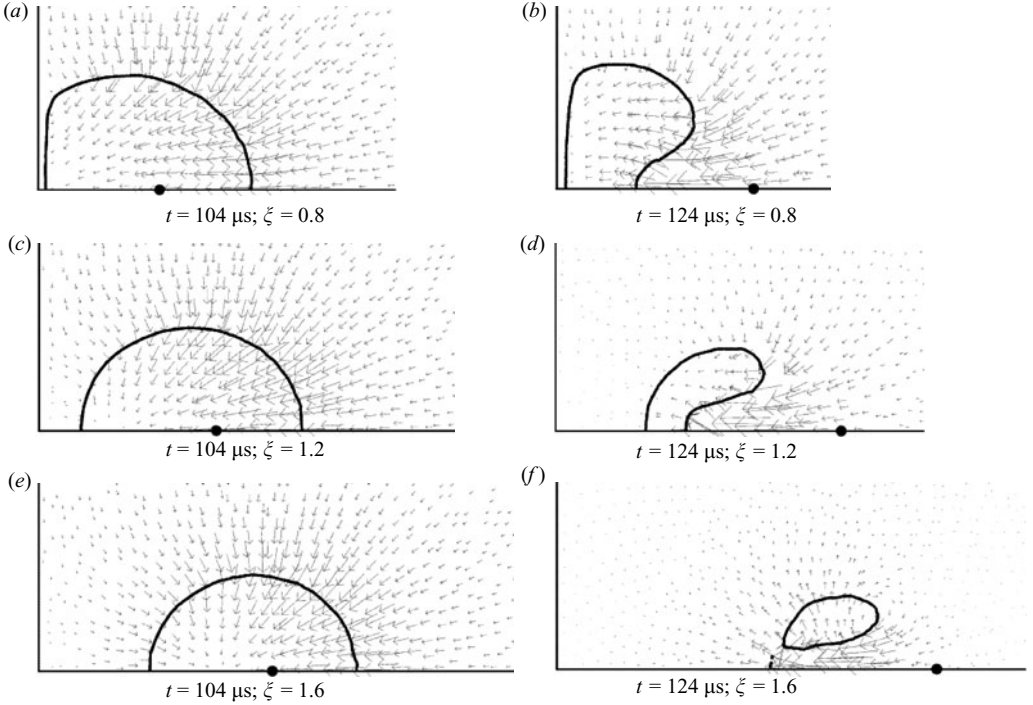 (a)
(b)
t = 104 μs; ξ = 0.8
t = 124 μs; ξ = 0.8
(c)
(d)
t = 104 μs; ξ = 1.2
t = 124 μs; ξ = 1.2
(e)
(f)
t = 104 μs; ξ = 1.6
t = 124 μs; ξ = 1.6